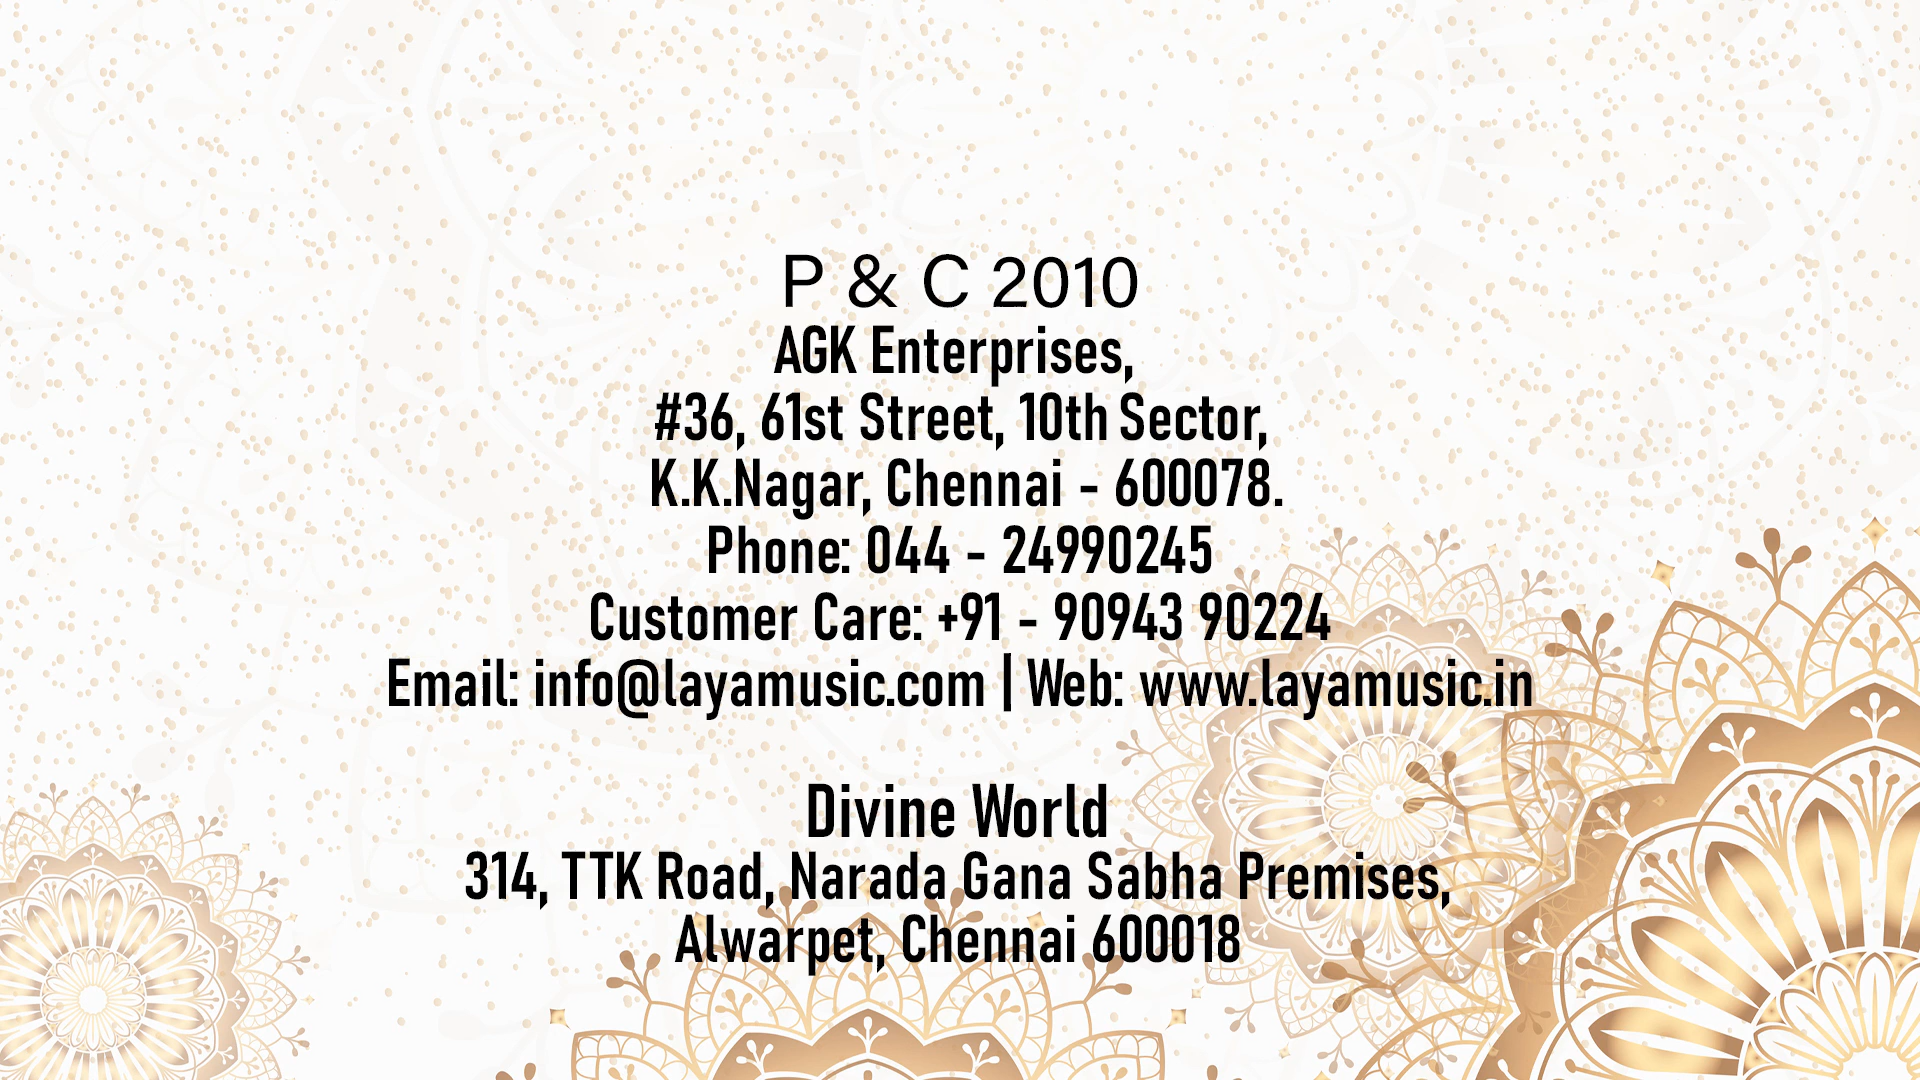 P & C 2010
AGK Enterprises,
#36, 61st Street, 10th Sector,
K.K.Nagar, Chennai - 600078.
Phone: 044 - 24990245
Customer Care: +91 - 90943 90224
Email: info@layamusic.com | Web: www.layamusic.in
Divine World
314, TTK Road, Narada Gana Sabha Premises,
Alwarpet, Chennai 600018